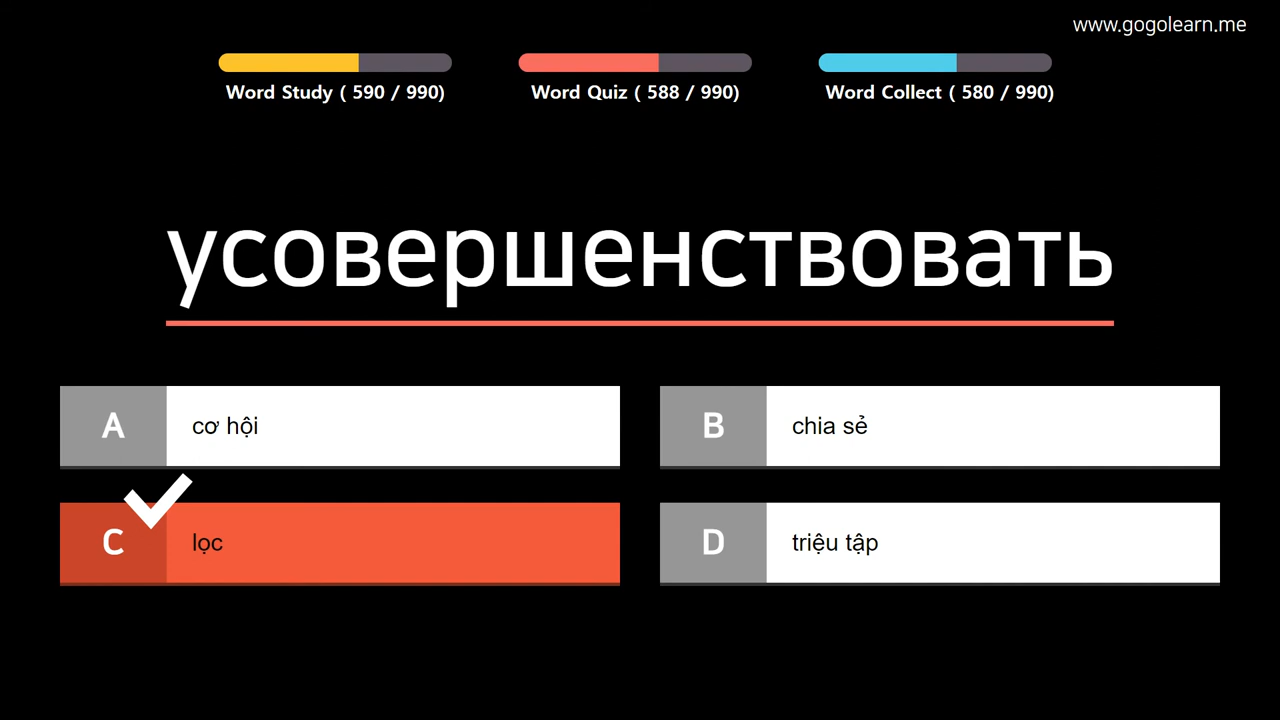 www.gogolearn.me
Word Study ( 590 / 990)
Word Quiz ( 588 / 990)
Word Collect ( 580 / 990)
усовершенствовать
A cơ hội
B chia sẻ
C lọc
D triệu tập